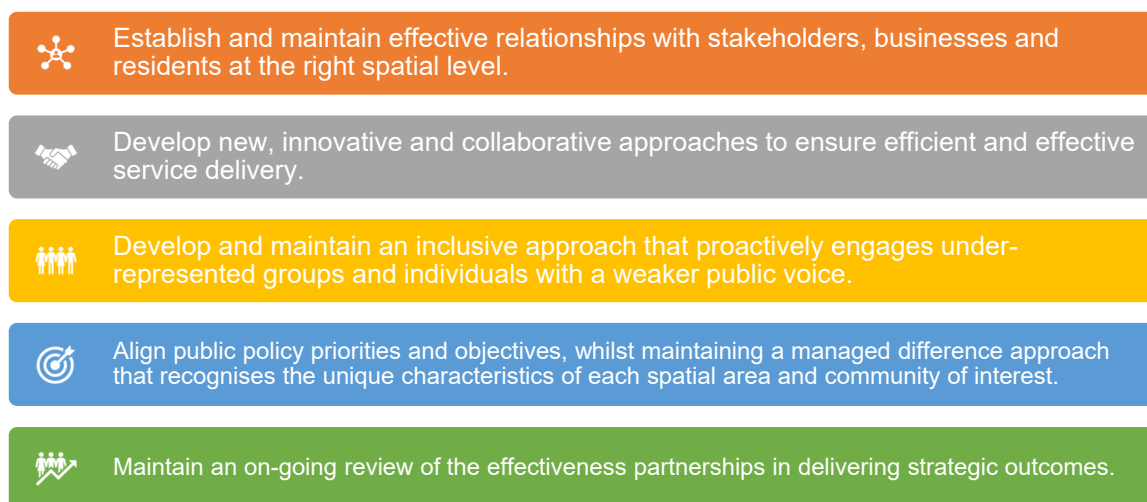 Establish and maintain effective relationships with stakeholders, businesses and
residents at the right spatial level.
Develop new, innovative and collaborative approaches to ensure efficient and effective
service delivery.
Develop and maintain an inclusive approach that proactively engages under-
represented groups and individuals with a weaker public voice.
Align public policy priorities and objectives, whilst maintaining a managed difference approach
that recognises the unique characteristics of each spatial area and community of interest.
Maintain an on-going review of the effectiveness partnerships in delivering strategic outcomes.